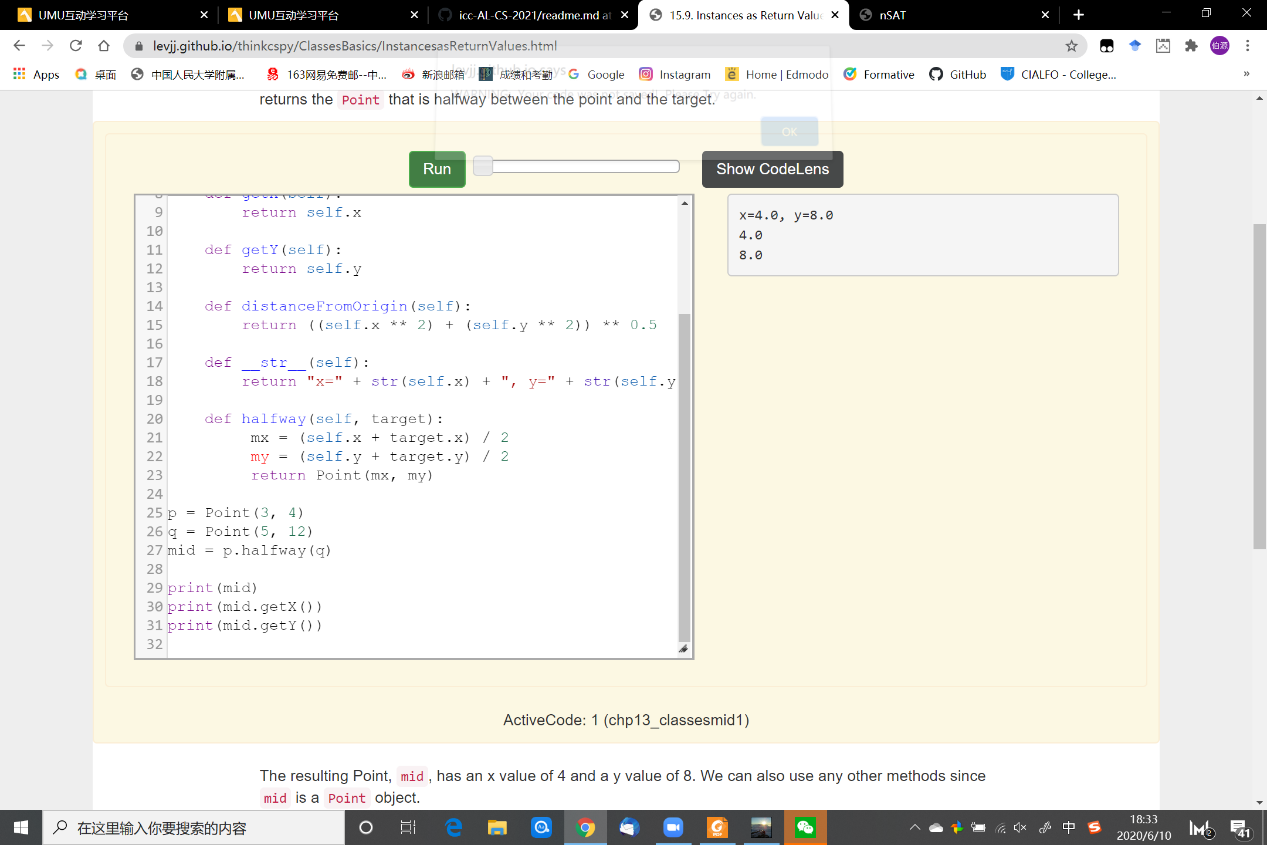 UMU互动学习平台
UMU互动学习平台
icc-AL-CS-2021/readme.md at
15.9. Instances as Return Value
nSAT
levjj.github.io/thinkcspy/ClassesBasics/InstancesasReturnValues.html
伯源
Apps
桌面
中国人民大学附属...
163网易免费邮--中...
新浪邮箱
成绩和考勤
Google
Instagram
Home | Edmodo
Formative
GitHub
CIALFO - College...
»
returns the Point that is halfway between the point and the target.
OK
Run
Show CodeLens
9 return self.x
10
11 def getY(self):
12 return self.y
13
14 def distanceFromOrigin(self):
15 return ((self.x ** 2) + (self.y ** 2)) ** 0.5
16
17 def __str__(self):
18 return "x=" + str(self.x) + ", y=" + str(self.y
19
20 def halfway(self, target):
21 mx = (self.x + target.x) / 2
22 my = (self.y + target.y) / 2
23 return Point(mx, my)
24
25 p = Point(3, 4)
26 q = Point(5, 12)
27 mid = p.halfway(q)
28
29 print(mid)
30 print(mid.getX())
31 print(mid.getY())
32
x=4.0, y=8.0
4.0
8.0
ActiveCode: 1 (chp13_classesmid1)
The resulting Point, mid, has an x value of 4 and a y value of 8. We can also use any other methods since
mid is a Point object.
在这里输入你要搜索的内容
中
18:33
2020/6/10
2
41